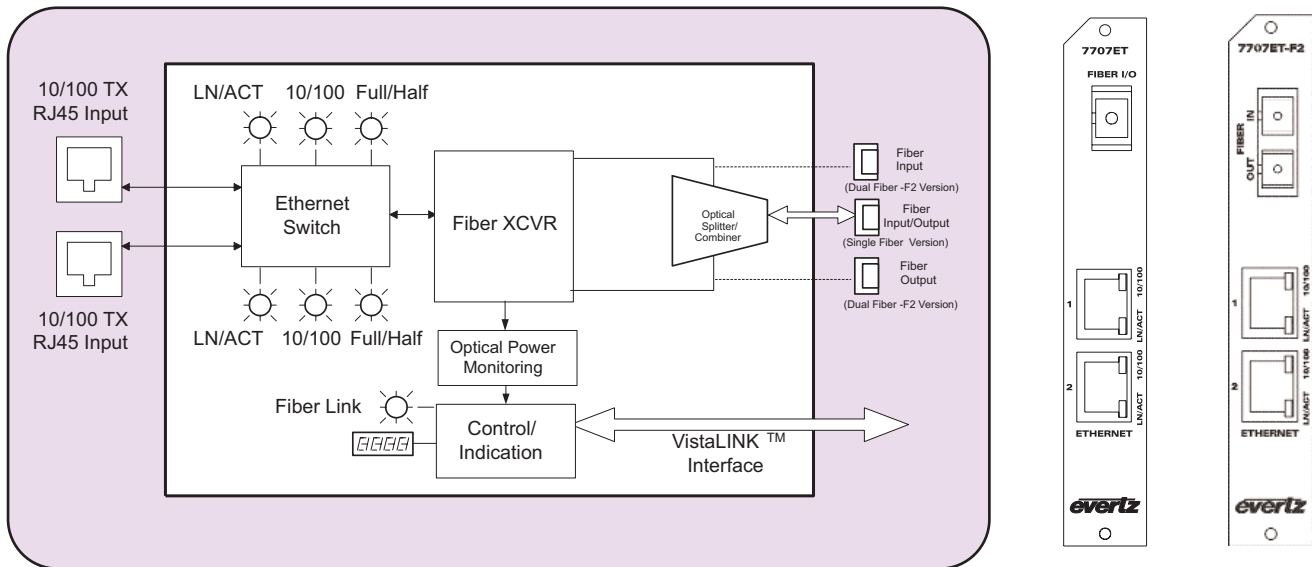 10/100 TX
RJ45 Input
LN/ACT 10/100 Full/Half
Ethernet
Switch
Fiber XCVR
Optical
Splitter/
Combiner
Fiber
Input
(Dual Fiber -F2 Version)
Fiber
Input/Output
(Single Fiber Version)
Fiber
Output
(Dual Fiber -F2 Version)
10/100 TX
RJ45 Input
LN/ACT 10/100 Full/Half
Optical Power
Monitoring
Fiber Link
Control/
Indication
VistaLINK TM
Interface
7707ET
FIBER I/O
1
LN/ACT 10/100
2
LN/ACT 10/100
ETHERNET
evertz
7707ET-F2
FIBER
IN
OUT
1
LN/ACT 10/100
2
LN/ACT 10/100
ETHERNET
evertz